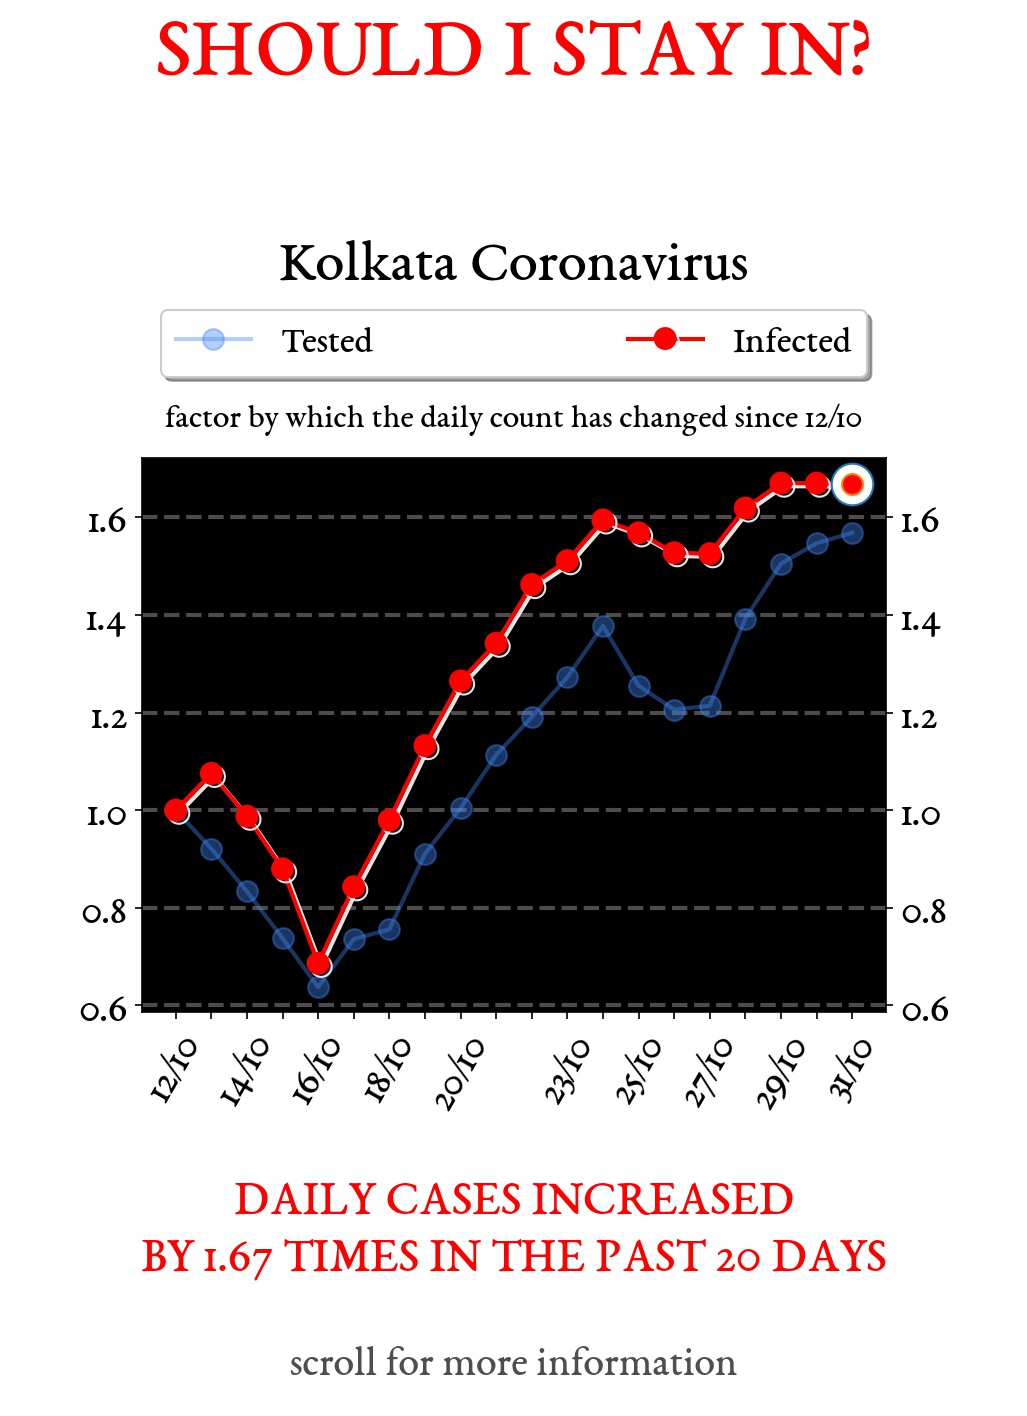 SHOULD I STAY IN?
Kolkata Coronavirus
Tested Infected
factor by which the daily count has changed since 12/10
1.6 1.6
1.4 1.4
1.2 1.2
1.0 1.0
0.8 0.8
0.6 0.6
12/10 14/10 16/10 18/10 20/10 23/10 25/10 27/10 29/10 31/10
DAILY CASES INCREASED
BY 1.67 TIMES IN THE PAST 20 DAYS
scroll for more information